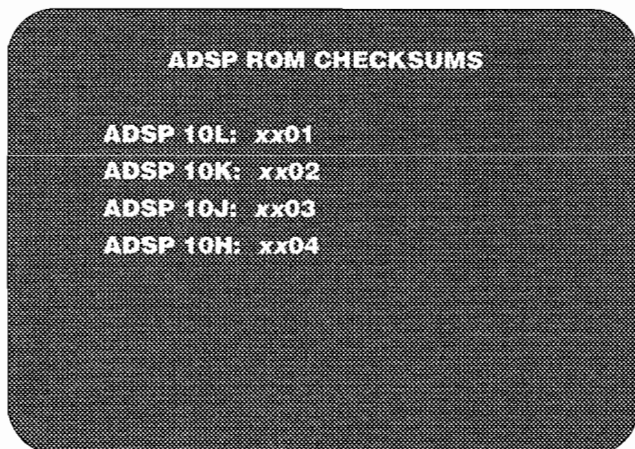 ADSP ROM CHECKSUMS
ADSP 10L: xx01
ADSP 10K: xx02
ADSP 10J: xx03
ADSP 10H: xx04